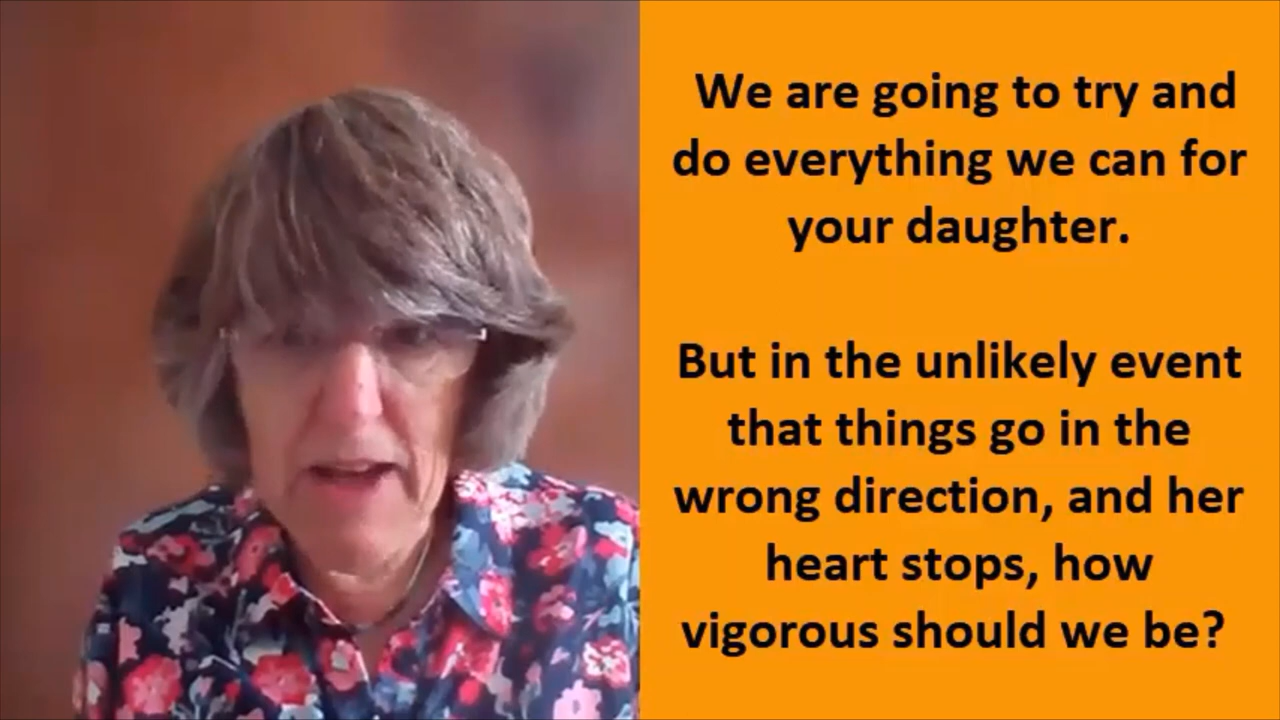 We are going to try and
do everything we can for
your daughter.
But in the unlikely event
that things go in the
wrong direction, and her
heart stops, how
vigorous should we be?